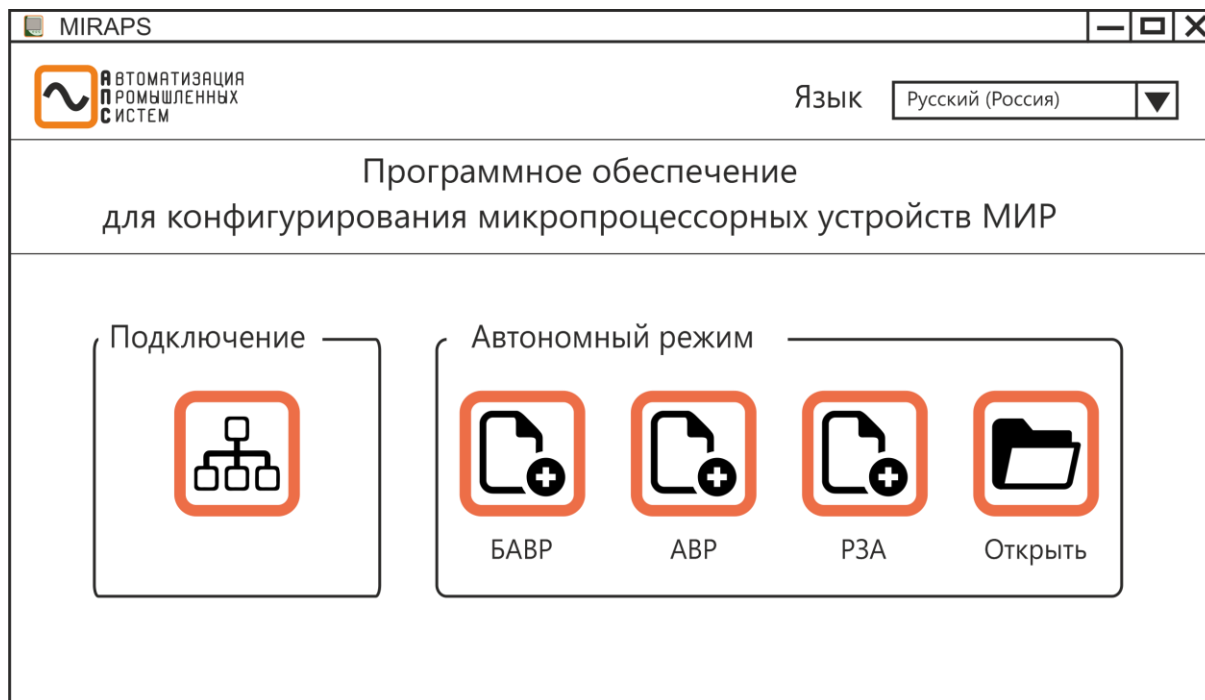 MIRAPS
АВТОМАТИЗАЦИЯ
ПРОМЫШЛЕННЫХ
СИСТЕМ
Язык
Русский (Россия)
Программное обеспечение
для конфигурирования микропроцессорных устройств МИР
Подключение
Автономный режим
БАВР
АВР
РЗА
Открыть